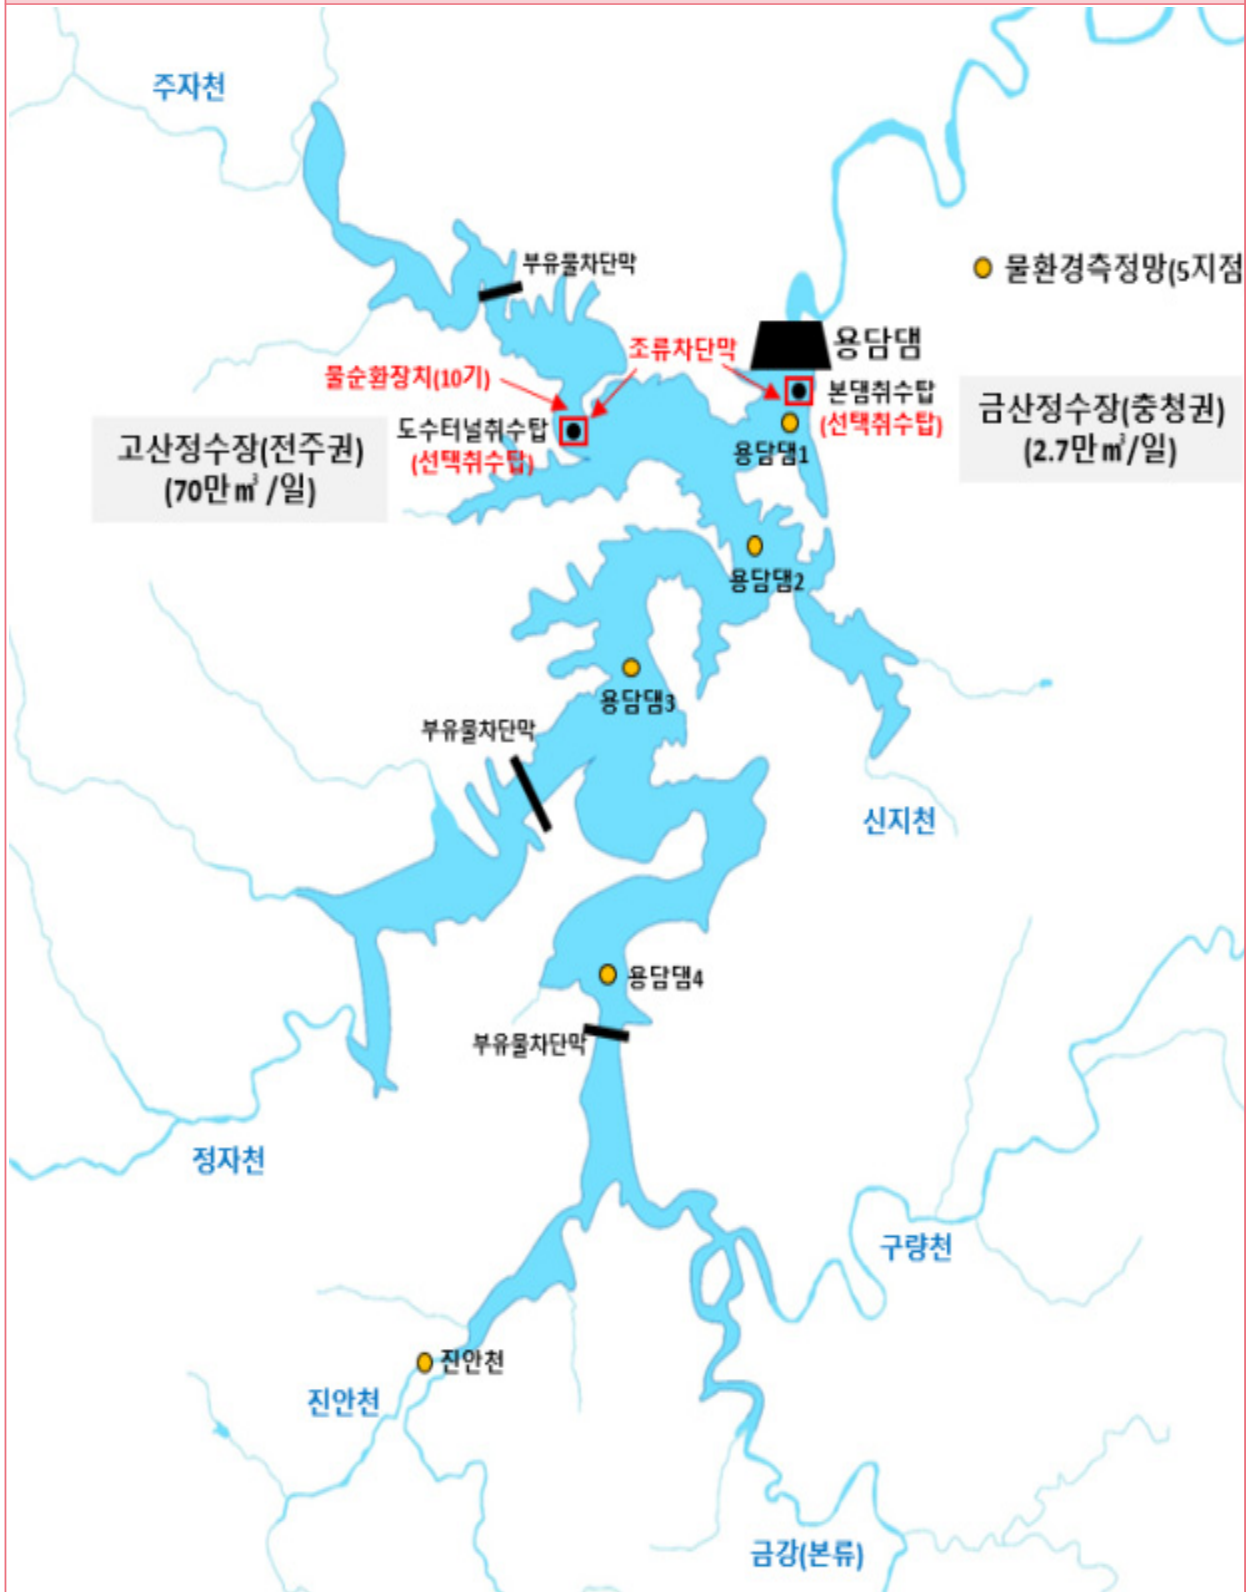 주자천
부유물차단막
물환경측정망(5지점
조류차단막
용담댐
물순환장치(10기)
본댐취수탑
(선택취수탑)
금산정수장(충청권)
(2.7만㎥/일)
도수터널취수탑
(선택취수탑)
고산정수장(전주권)
(70만㎥/일)
용담댐1
용담댐2
용담댐3
부유물차단막
신지천
용담댐4
부유물차단막
정자천
구량천
진안천
진안천
금강(본류)